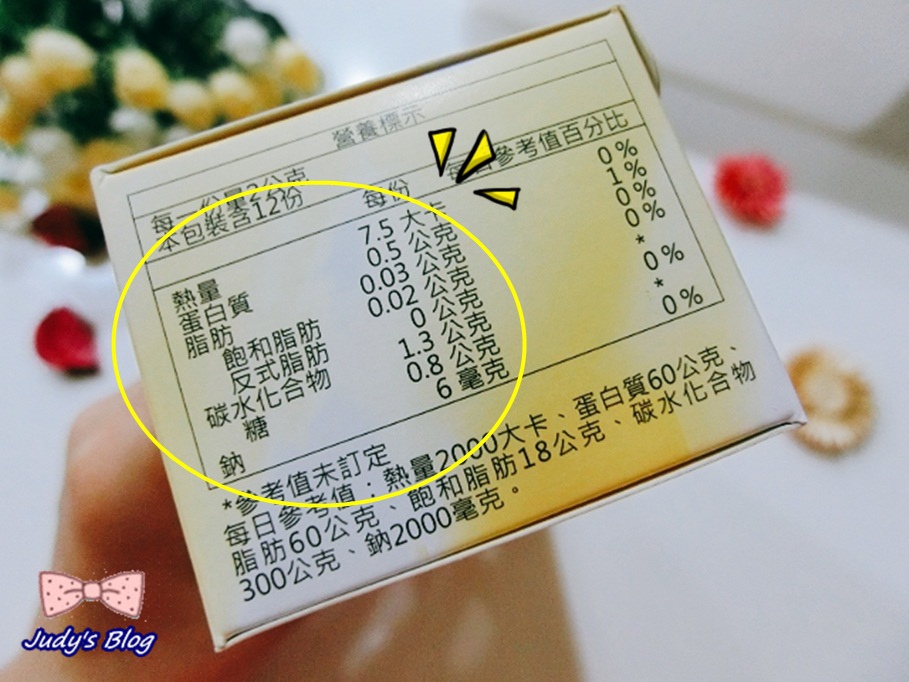 營養標示
每一份量2公克
本包裝含12份
每份 每日參考值百分比
熱量 7.5 大卡 0%
蛋白質 0.5 公克 1%
脂肪 0.03 公克 0%
飽和脂肪 0.02 公克 0%
反式脂肪 0 公克 *
碳水化合物 1.3 公克 0%
糖 0.8 公克 *
鈉 6 毫克 0%
*參考值未訂定
每日參考值：熱量2000大卡、蛋白質60公克、
脂肪60公克、飽和脂肪18公克、碳水化合物
300公克、鈉2000毫克。
Judy's Blog